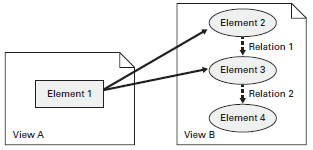 Element 2
Relation 1
Element 1
Element 3
Relation 2
Element 4
View A
View B